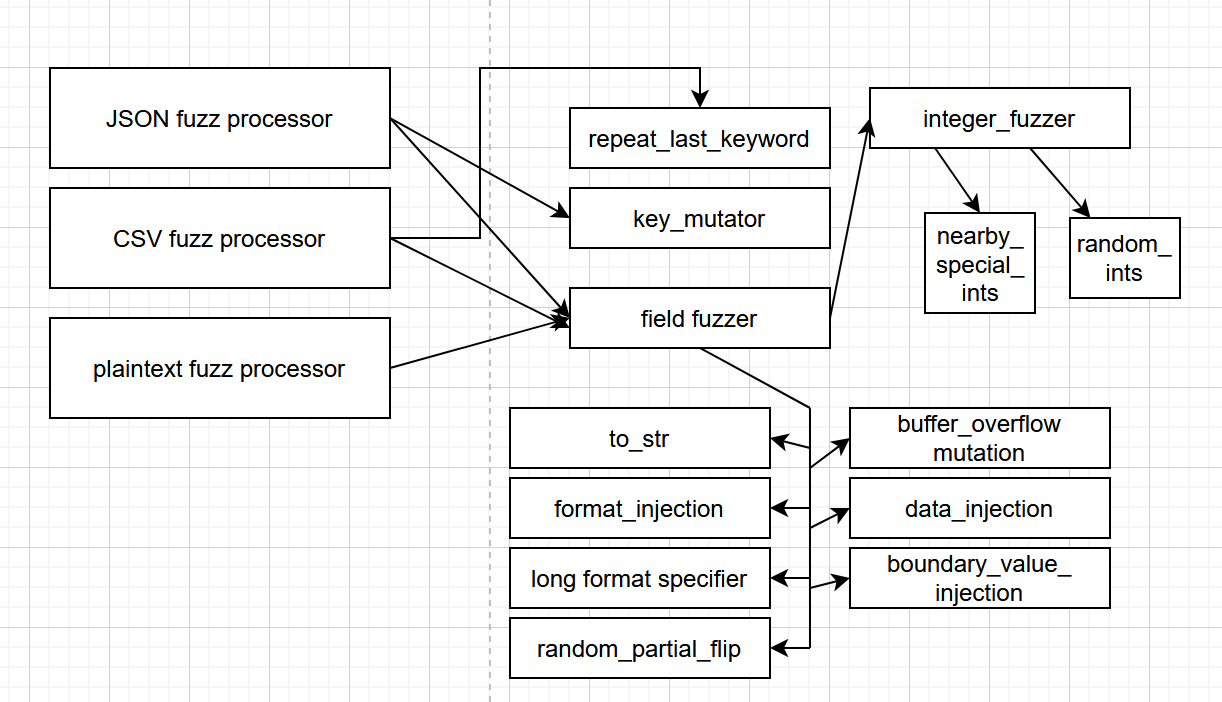 JSON fuzz processor
CSV fuzz processor
plaintext fuzz processor
repeat_last_keyword
key_mutator
field fuzzer
integer_fuzzer
nearby_
special_
ints
random_
ints
to_str
format_injection
long format specifier
random_partial_flip
buffer_overflow
mutation
data_injection
boundary_value_
injection